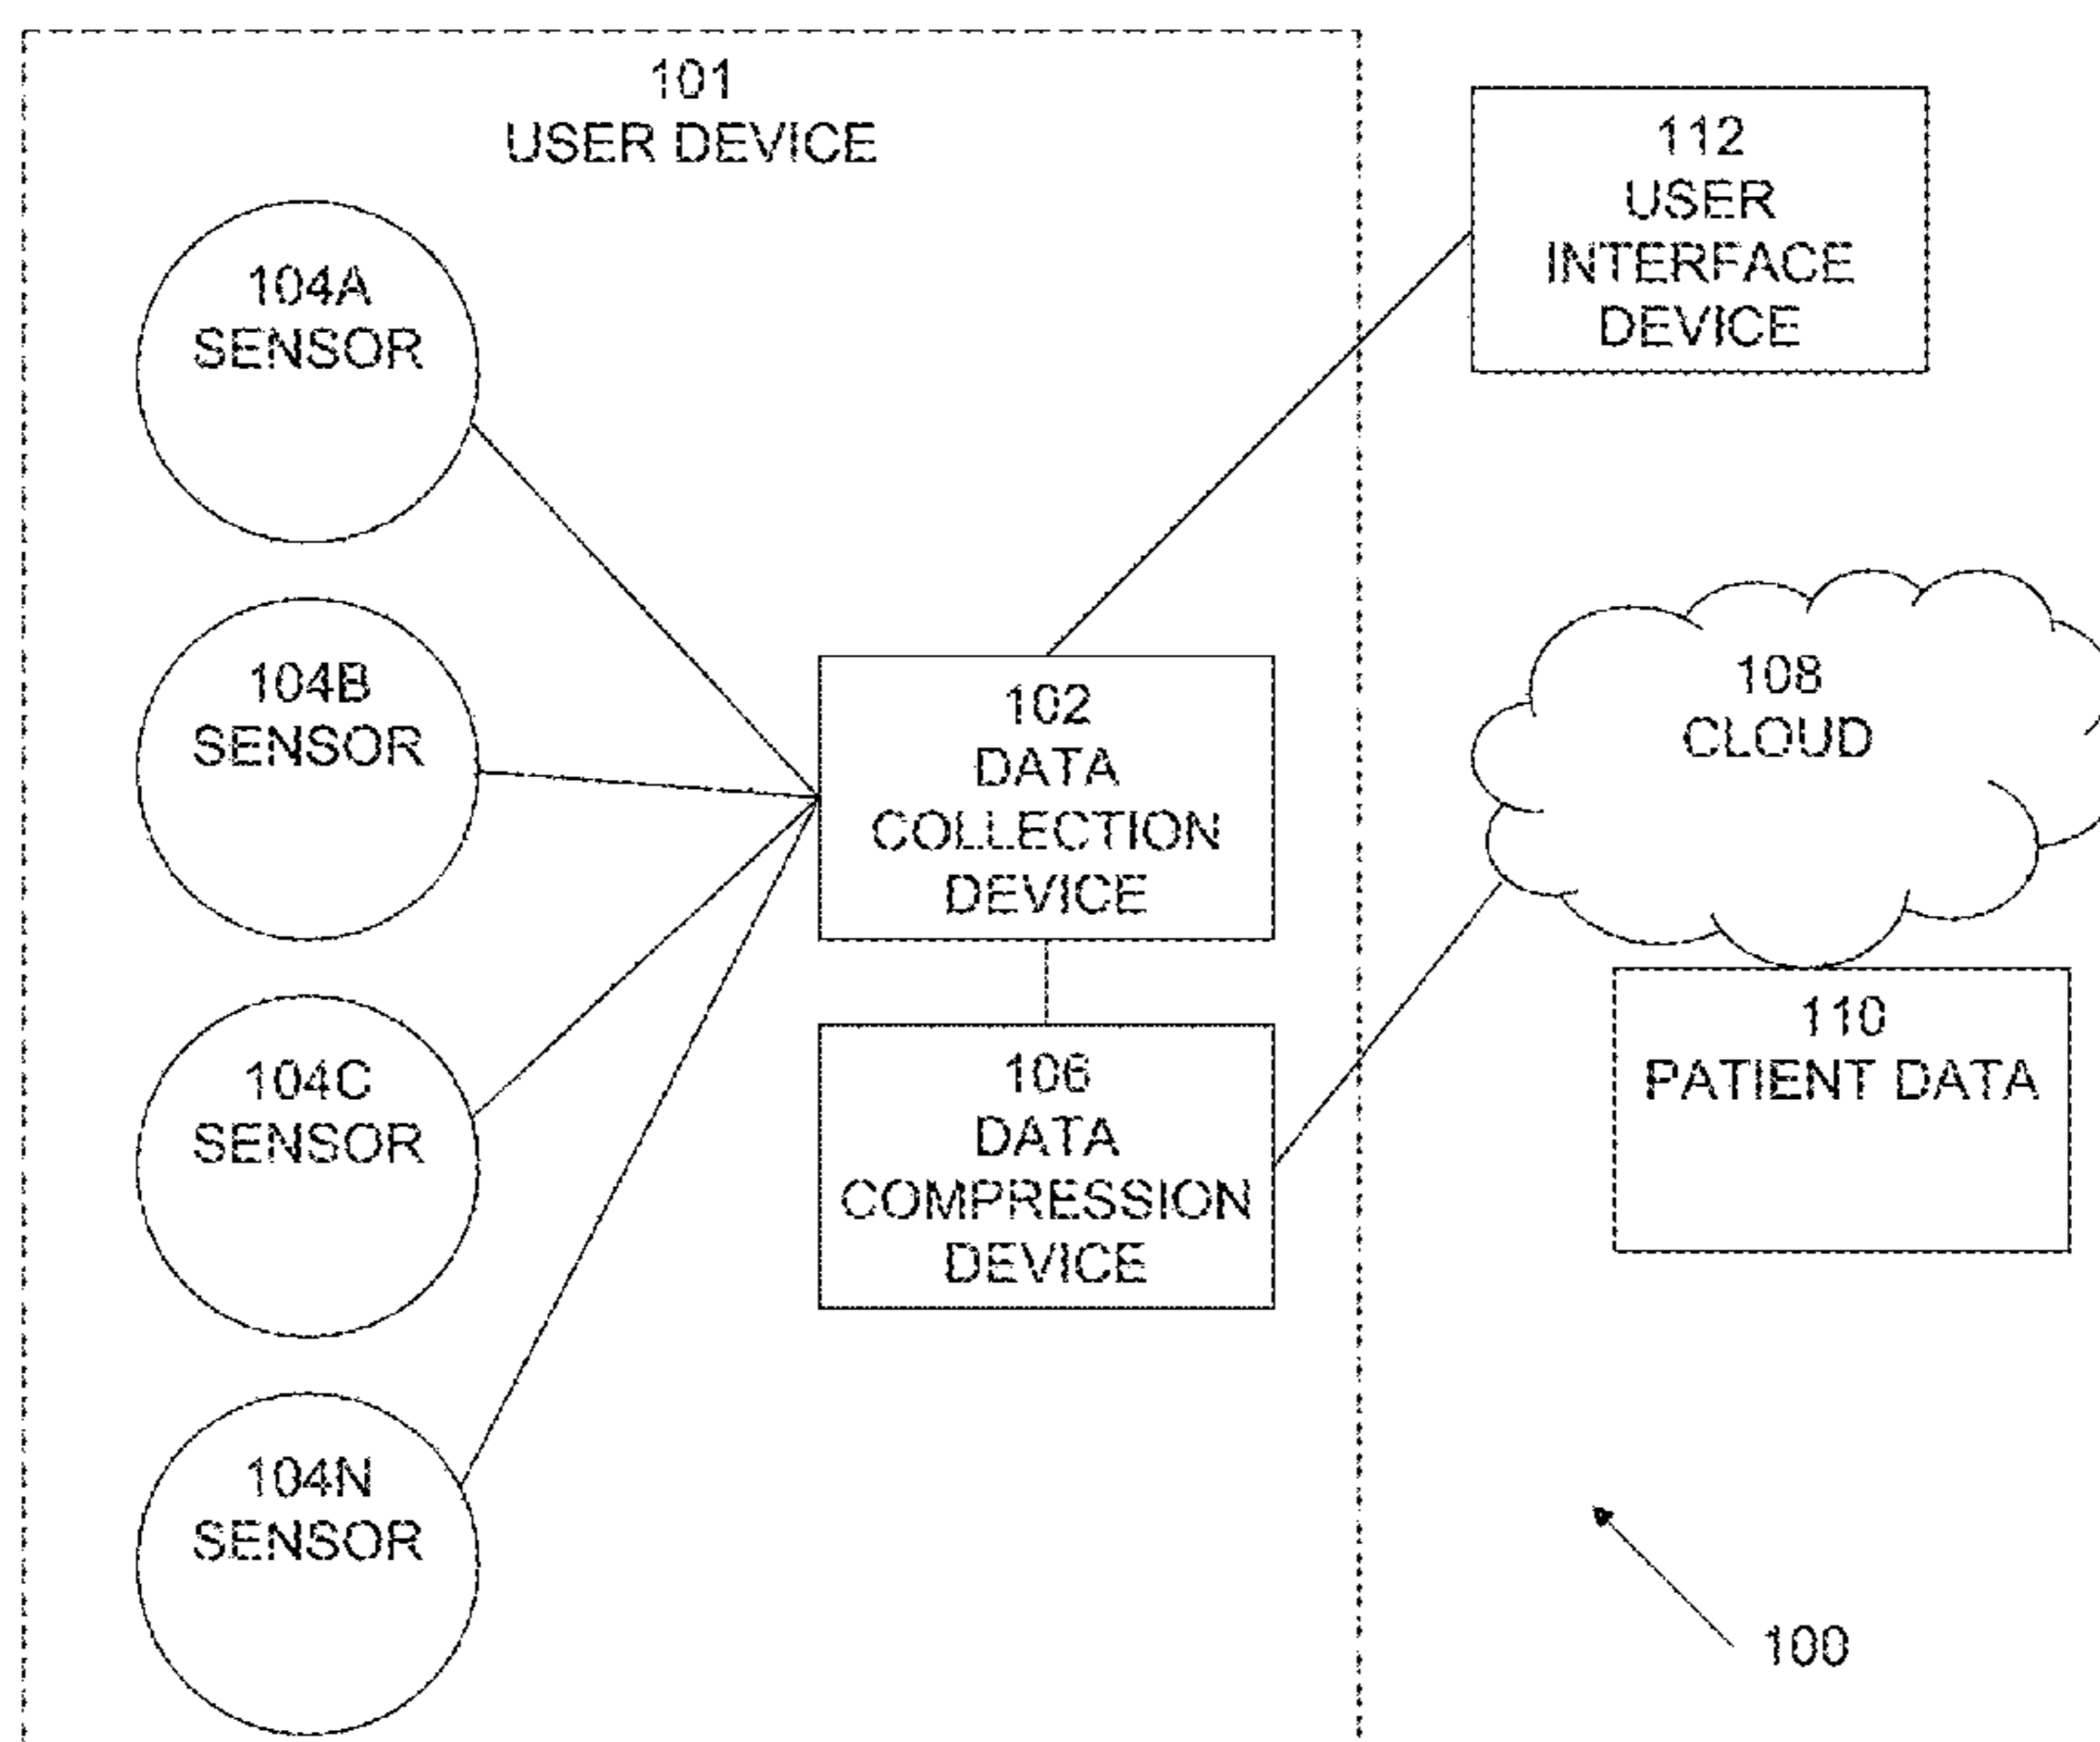 101
USER DEVICE
104A
SENSOR
104B
SENSOR
104C
SENSOR
104N
SENSOR
102
DATA
COLLECTION
DEVICE
106
DATA
COMPRESSION
DEVICE
112
USER
INTERFACE
DEVICE
108
CLOUD
110
PATIENT DATA
100